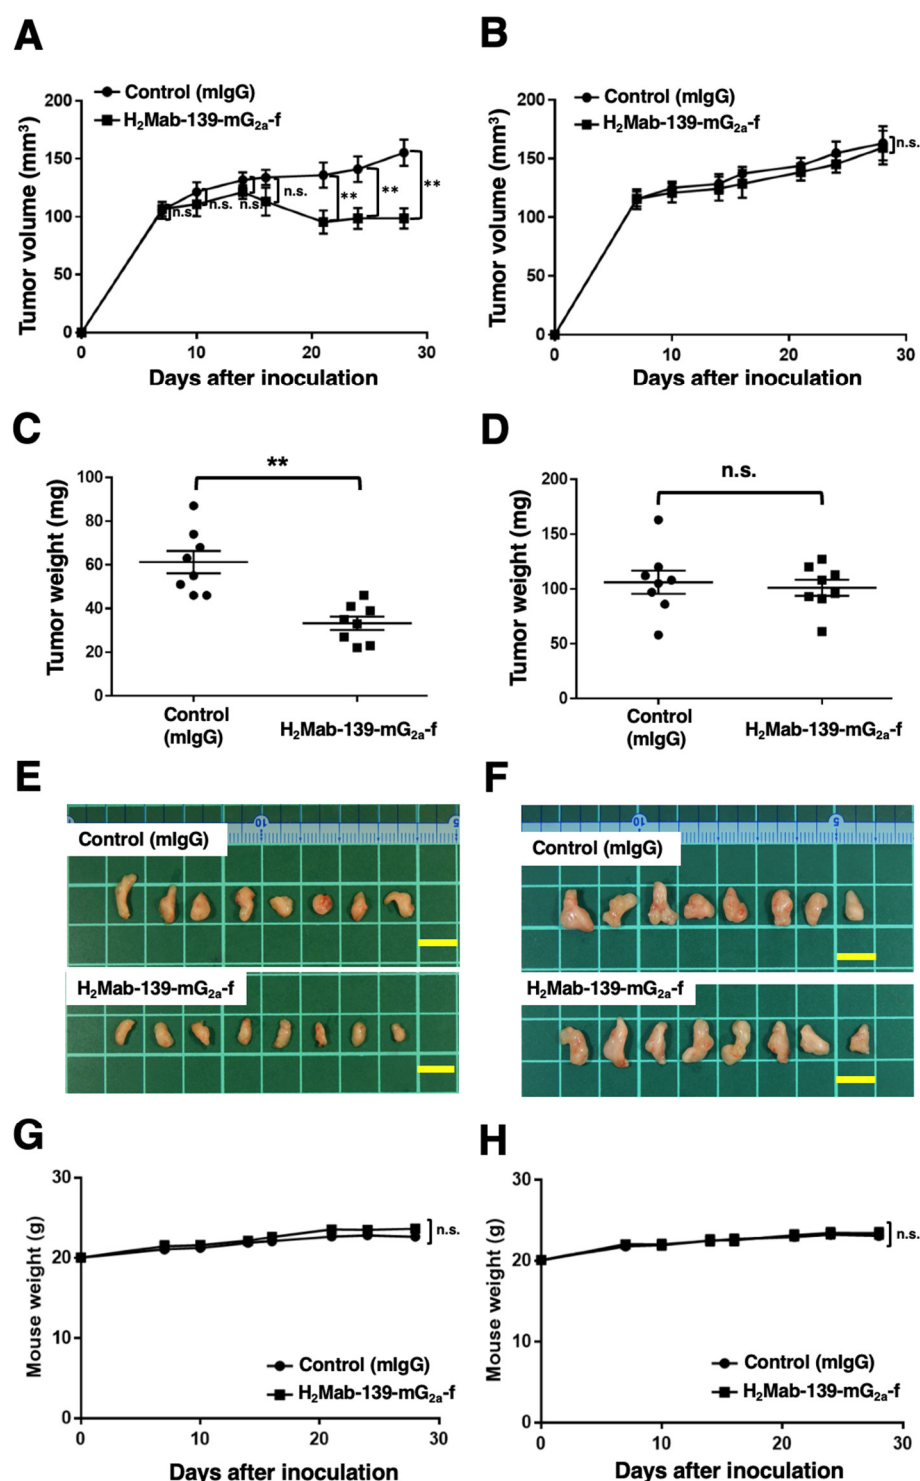 A
Control (mIgG)
H₂Mab-139-mG₂ₐ-f
Tumor volume (mm³)
200
150
100
50
0
n.s.
n.s.
n.s.
n.s.
**
**
**
0
10
20
30
Days after inoculation
B
Control (mIgG)
H₂Mab-139-mG₂ₐ-f
Tumor volume (mm³)
200
150
100
50
0
n.s.
0
10
20
30
Days after inoculation
C
Tumor weight (mg)
100
80
60
40
20
0
**
Control
(mIgG)
H₂Mab-139-mG₂ₐ-f
D
Tumor weight (mg)
200
150
100
50
0
n.s.
Control
(mIgG)
H₂Mab-139-mG₂ₐ-f
E
10
5
Control (mIgG)
H₂Mab-139-mG₂ₐ-f
F
10
5
Control (mIgG)
H₂Mab-139-mG₂ₐ-f
G
Mouse weight (g)
30
20
10
0
n.s.
Control (mIgG)
H₂Mab-139-mG₂ₐ-f
0
10
20
30
Days after inoculation
H
Mouse weight (g)
30
20
10
0
n.s.
Control (mIgG)
H₂Mab-139-mG₂ₐ-f
0
10
20
30
Days after inoculation